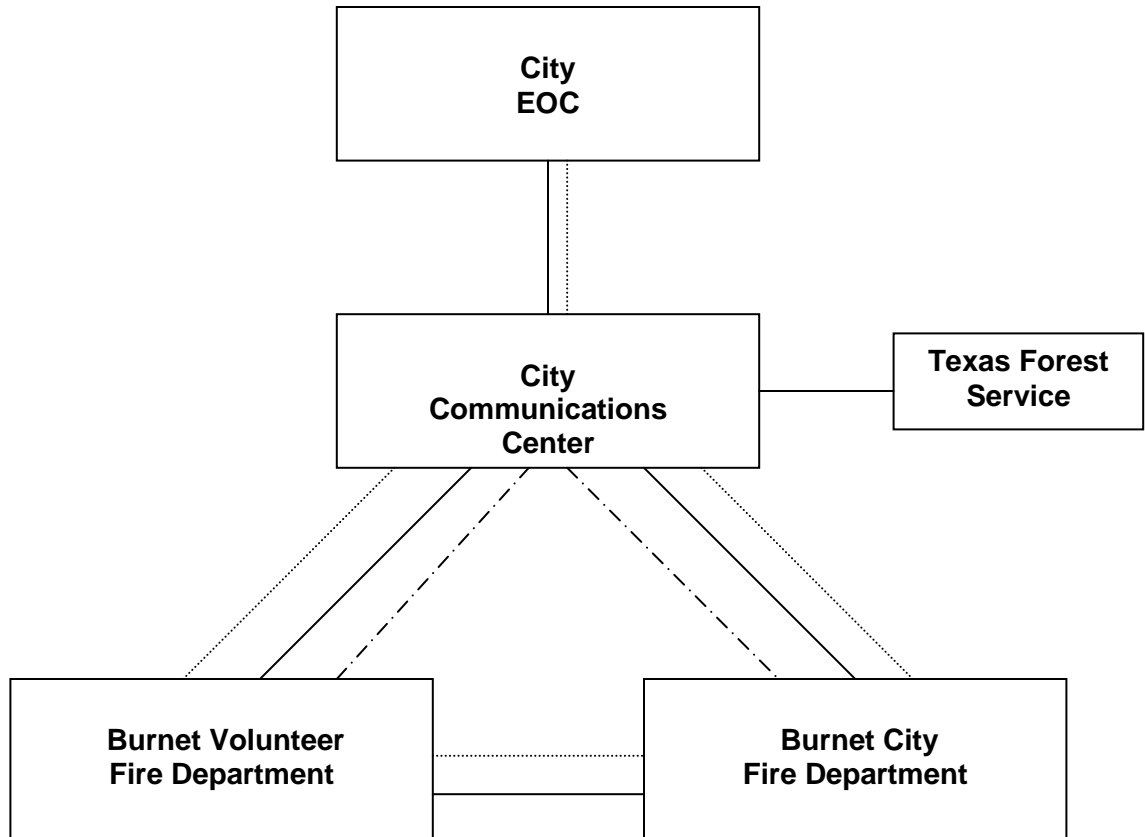 City
EOC
City
Communications
Center
Texas Forest
Service
Burnet Volunteer
Fire Department
Burnet City
Fire Department